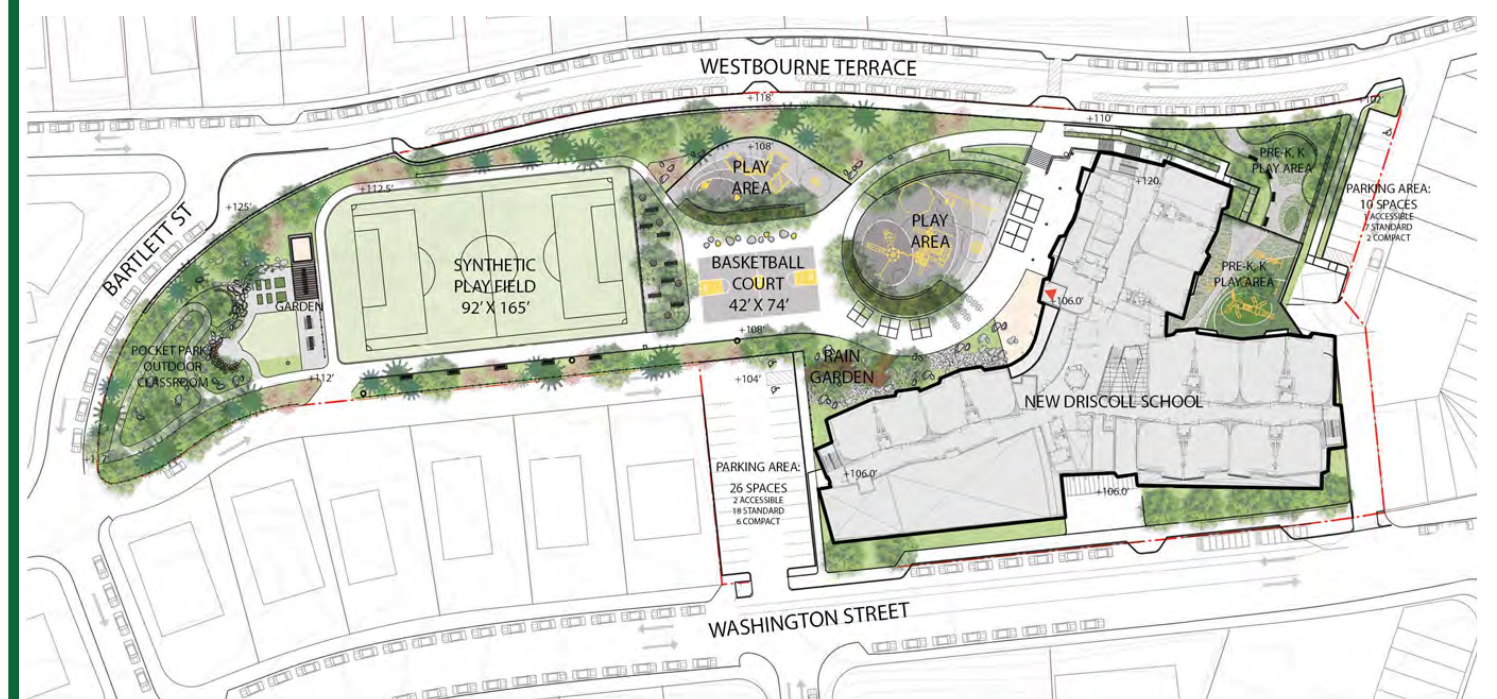 WESTBOURNE TERRACE
+118'
+102'
+110'
+108'
PLAY
AREA
PRE-K, K
PLAY AREA
+120.
+112.5'
PARKING AREA:
10 SPACES
1 ACCESSIBLE
7 STANDARD
2 COMPACT
+125'
BARTLETT ST
PLAY
AREA
SYNTHETIC
PLAY FIELD
92' X 165'
BASKETBALL
COURT
42' X 74'
PRE-K, K
PLAY AREA
GARDEN
+106.0'
+108'
POCKET PARK/
OUTDOOR
CLASSROOM
RAIN
GARDEN
+112'
+104'
NEW DRISCOLL SCHOOL
+117'
PARKING AREA:
26 SPACES
2 ACCESSIBLE
18 STANDARD
6 COMPACT
+106.0'
+106.0'
WASHINGTON STREET